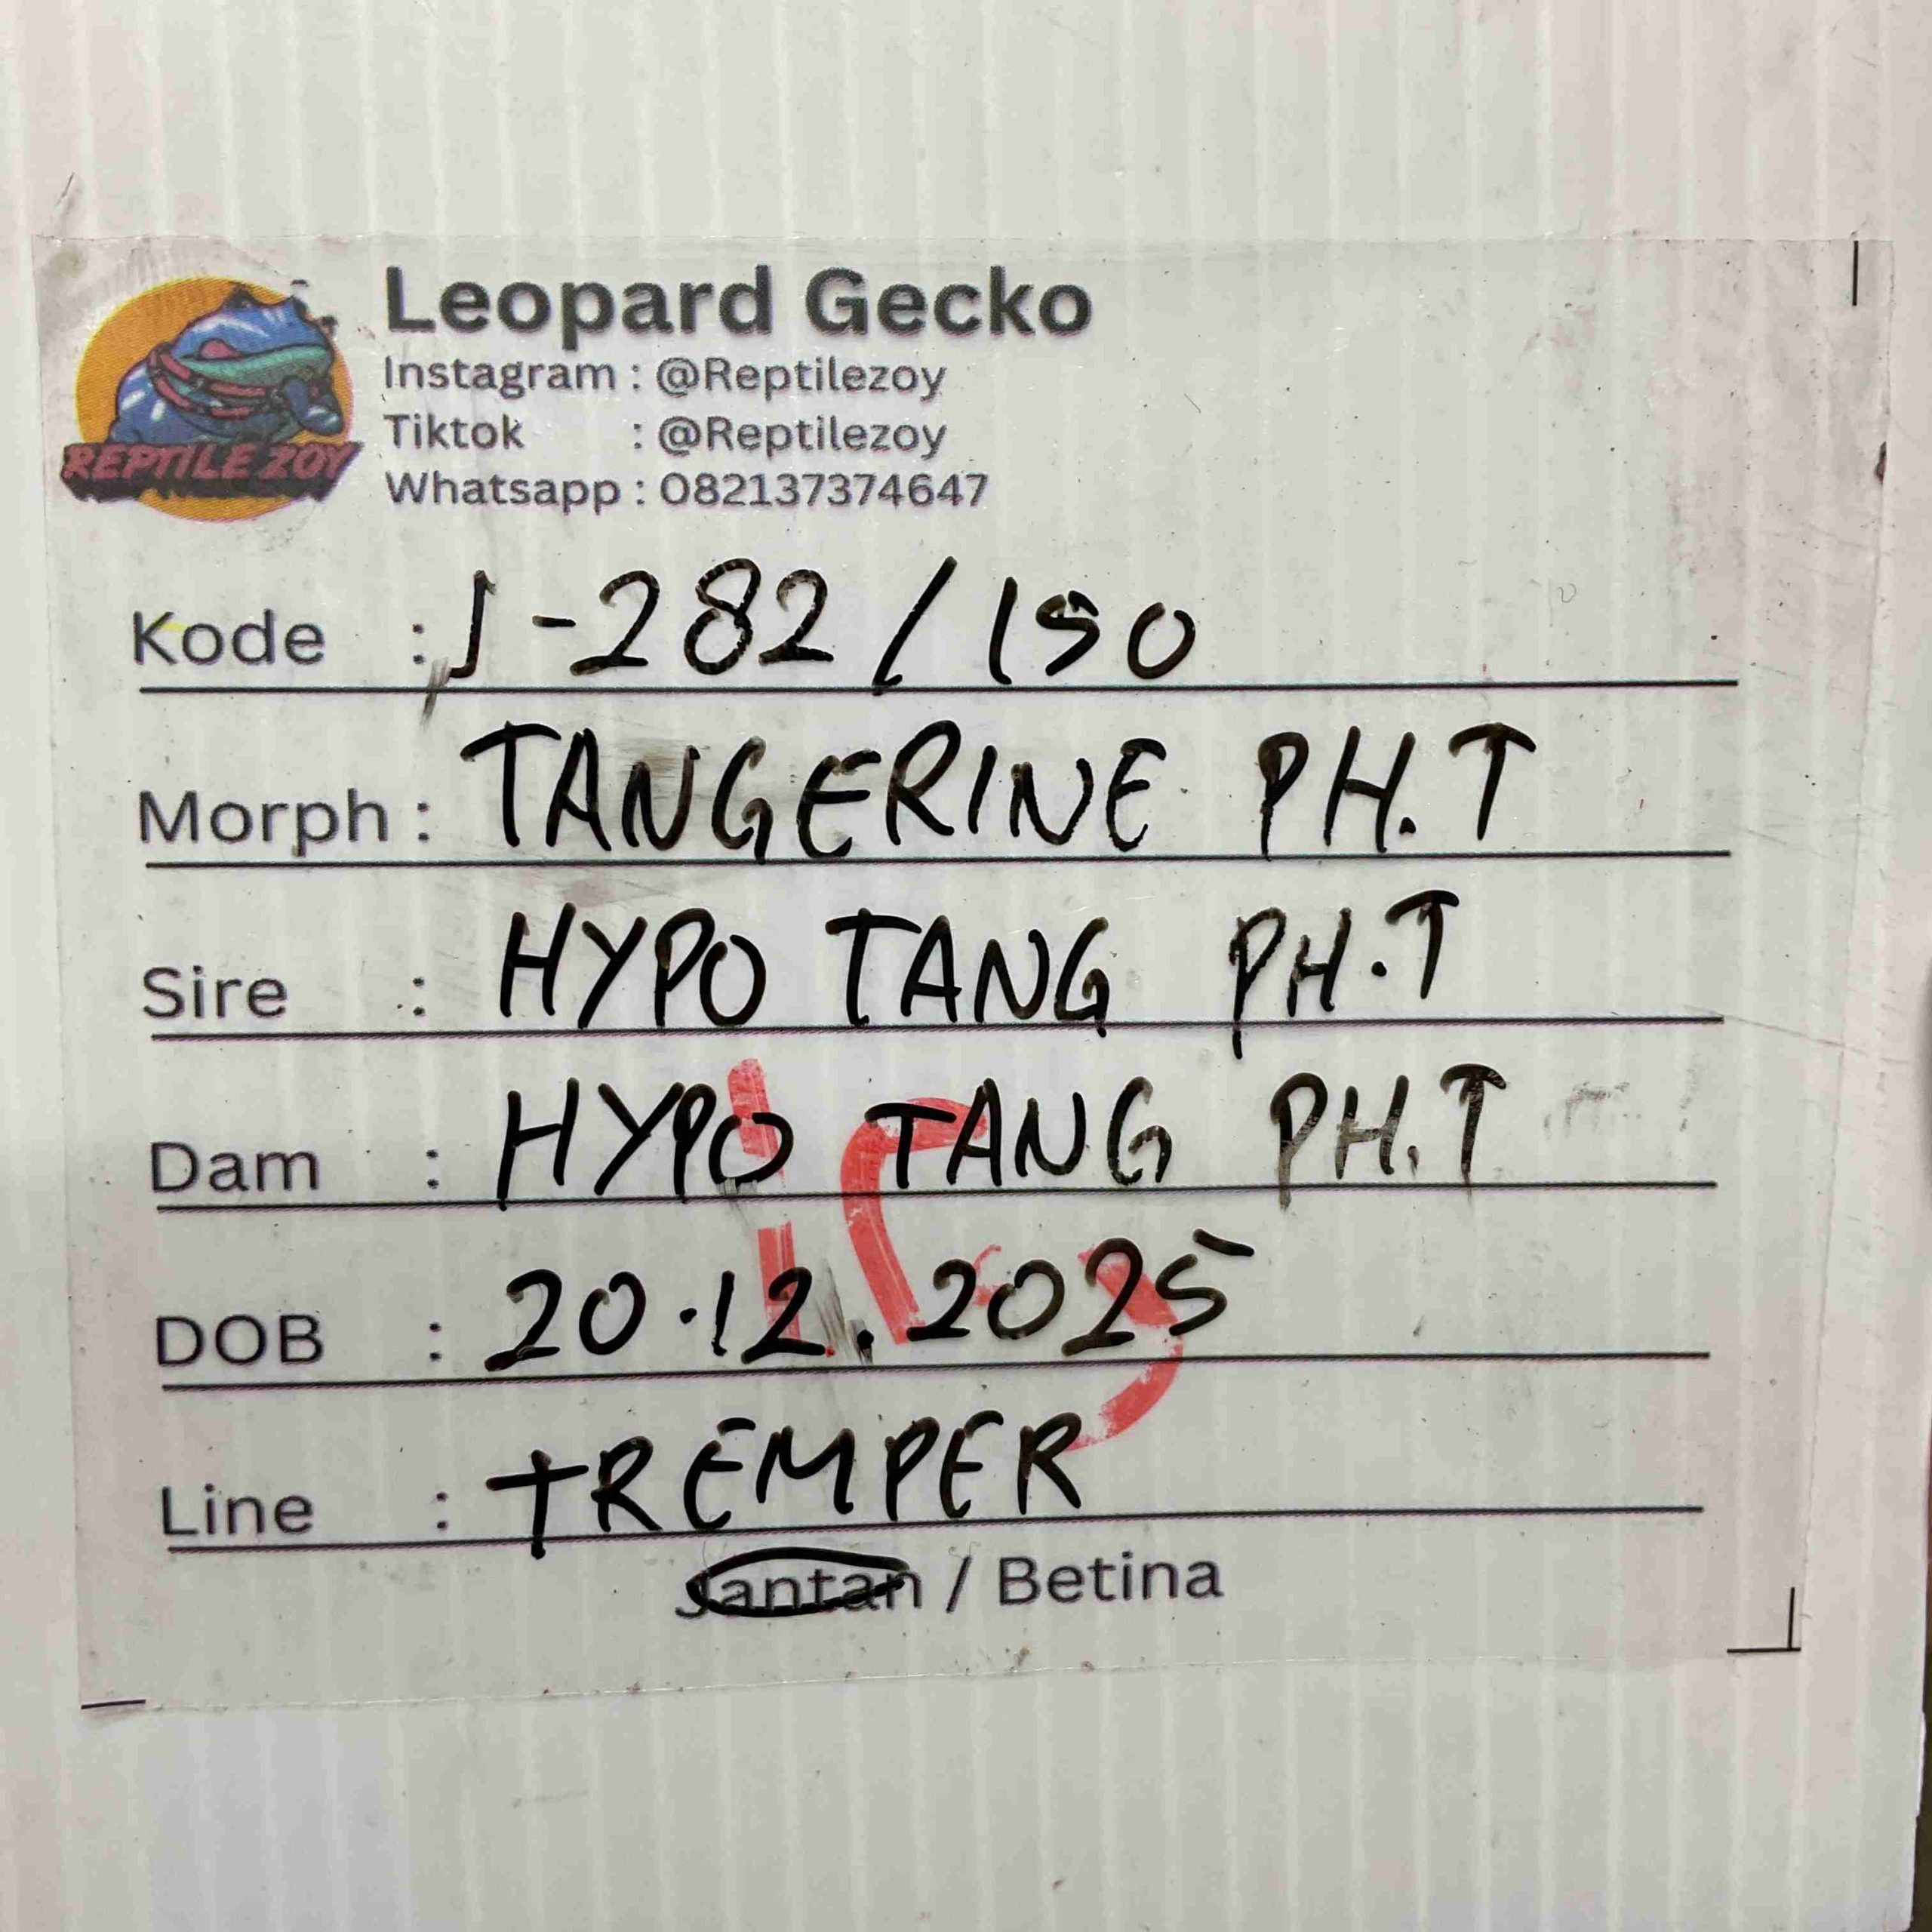 REPTILE ZOY
Leopard Gecko
Instagram : @Reptilezoy
Tiktok : @Reptilezoy
Whatsapp : 082137374647
Kode : J-282/150
Morph : TANGERINE PH.T
Sire : HYPO TANG PH.T
Dam : HYPO TANG PH.T
DOB : 20.12.2025
Line : TREMPER
Jantan / Betina